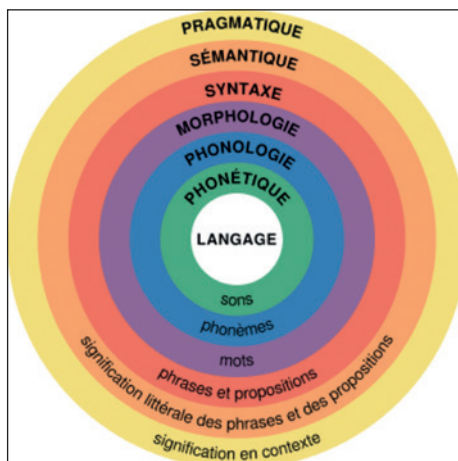 PRAGMATIQUE
SÉMANTIQUE
SYNTAXE
MORPHOLOGIE
PHONOLOGIE
PHONÉTIQUE
LANGAGE
sons
phonèmes
mots
phrases et propositions
signification littérale des phrases et des propositions
signification en contexte